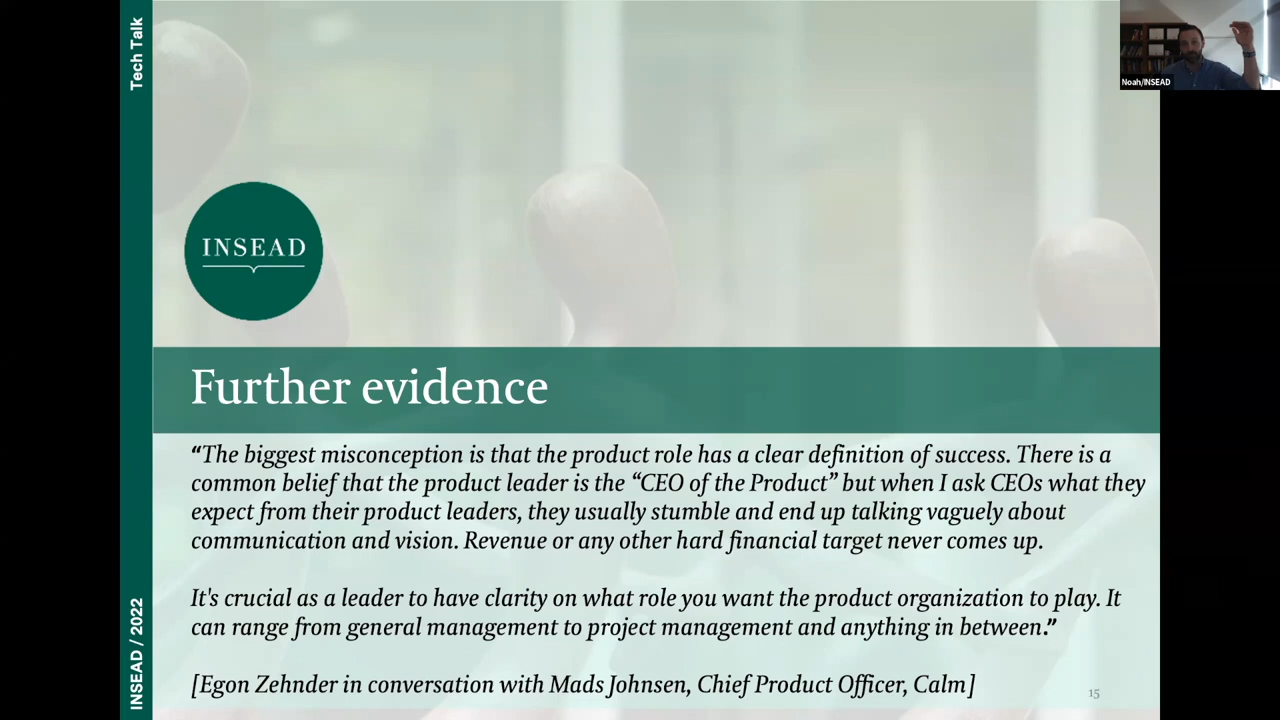 Tech Talk
Noah/INSEAD
INSEAD
Further evidence
“The biggest misconception is that the product role has a clear definition of success. There is a
common belief that the product leader is the “CEO of the Product” but when I ask CEOs what they
expect from their product leaders, they usually stumble and end up talking vaguely about
communication and vision. Revenue or any other hard financial target never comes up.
It's crucial as a leader to have clarity on what role you want the product organization to play. It
can range from general management to project management and anything in between.”
[Egon Zehnder in conversation with Mads Johnsen, Chief Product Officer, Calm]
INSEAD / 2022
15